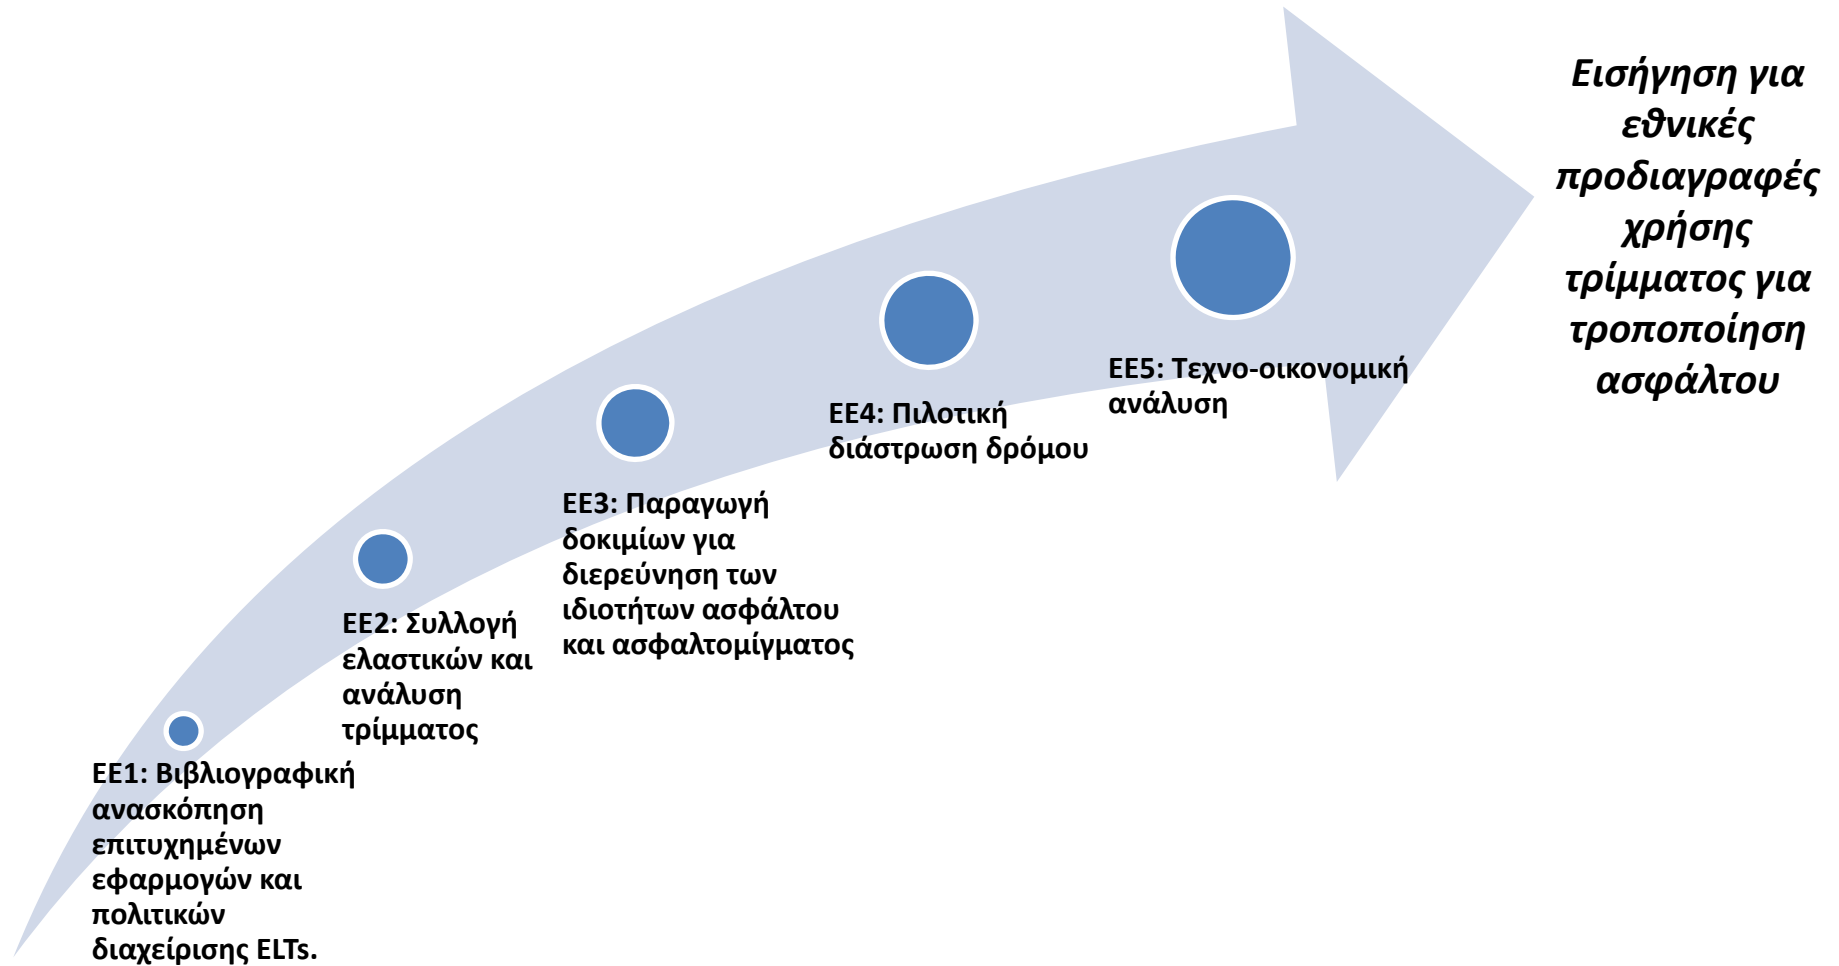 ΕΕ1: Βιβλιογραφική
ανασκόπηση
επιτυχημένων
εφαρμογών και
πολιτικών
διαχείρισης ELTs.
ΕΕ2: Συλλογή
ελαστικών και
ανάλυση
τρίμματος
ΕΕ3: Παραγωγή
δοκιμίων για
διερεύνηση των
ιδιοτήτων ασφάλτου
και ασφαλτομίγματος
ΕΕ4: Πιλοτική
διάστρωση δρόμου
ΕΕ5: Τεχνο-οικονομική
ανάλυση
Εισήγηση για
εθνικές
προδιαγραφές
χρήσης
τρίμματος για
τροποποίηση
ασφάλτου